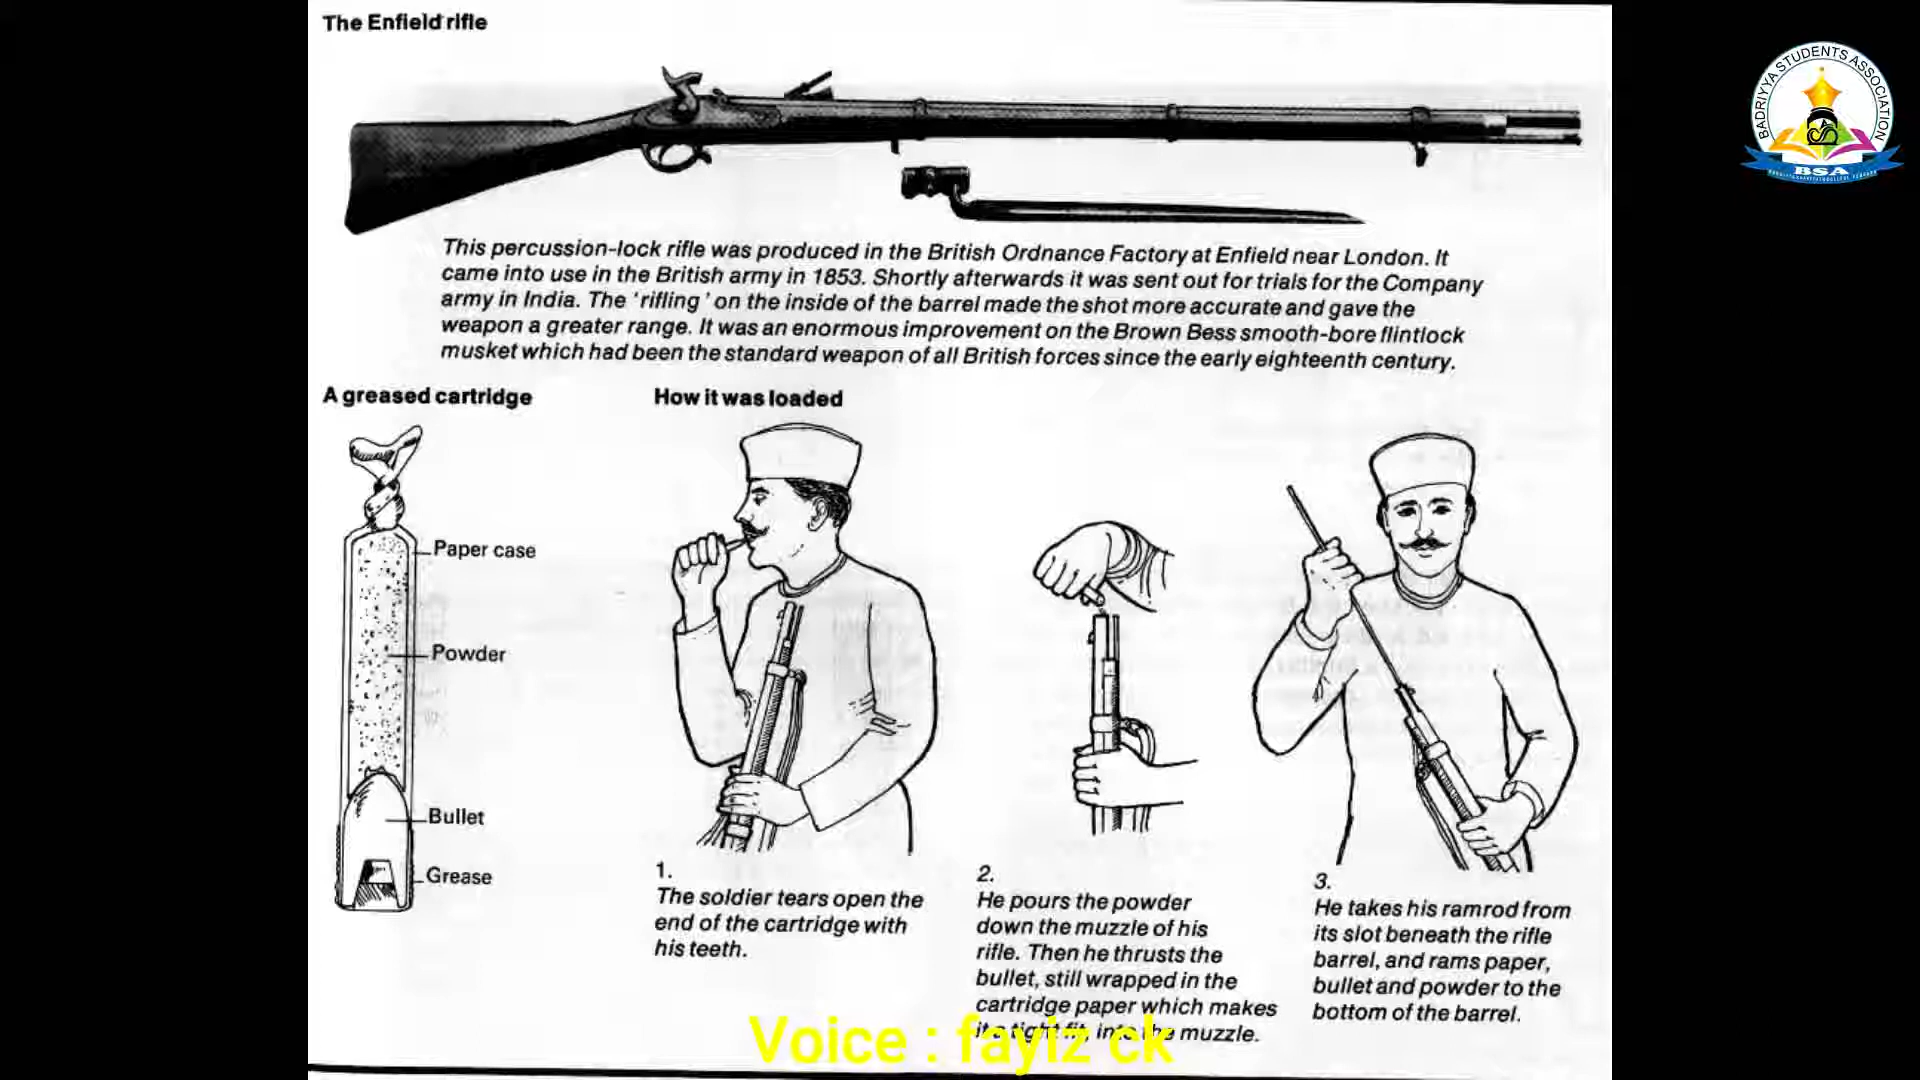 The Enfield rifle
This percussion-lock rifle was produced in the British Ordnance Factory at Enfield near London. It
came into use in the British army in 1853. Shortly afterwards it was sent out for trials for the Company
army in India. The 'rifling' on the inside of the barrel made the shot more accurate and gave the
weapon a greater range. It was an enormous improvement on the Brown Bess smooth-bore flintlock
musket which had been the standard weapon of all British forces since the early eighteenth century.
A greased cartridge
Paper case
Powder
Bullet
Grease
How it was loaded
1.
The soldier tears open the
end of the cartridge with
his teeth.
2.
He pours the powder
down the muzzle of his
rifle. Then he thrusts the
bullet, still wrapped in the
cartridge paper which makes
it a tight fit, into the muzzle.
3.
He takes his ramrod from
its slot beneath the rifle
barrel, and rams paper,
bullet and powder to the
bottom of the barrel.
Voice : fayiz ck
BADRIYYA STUDENTS ASSOCIATION
BSA